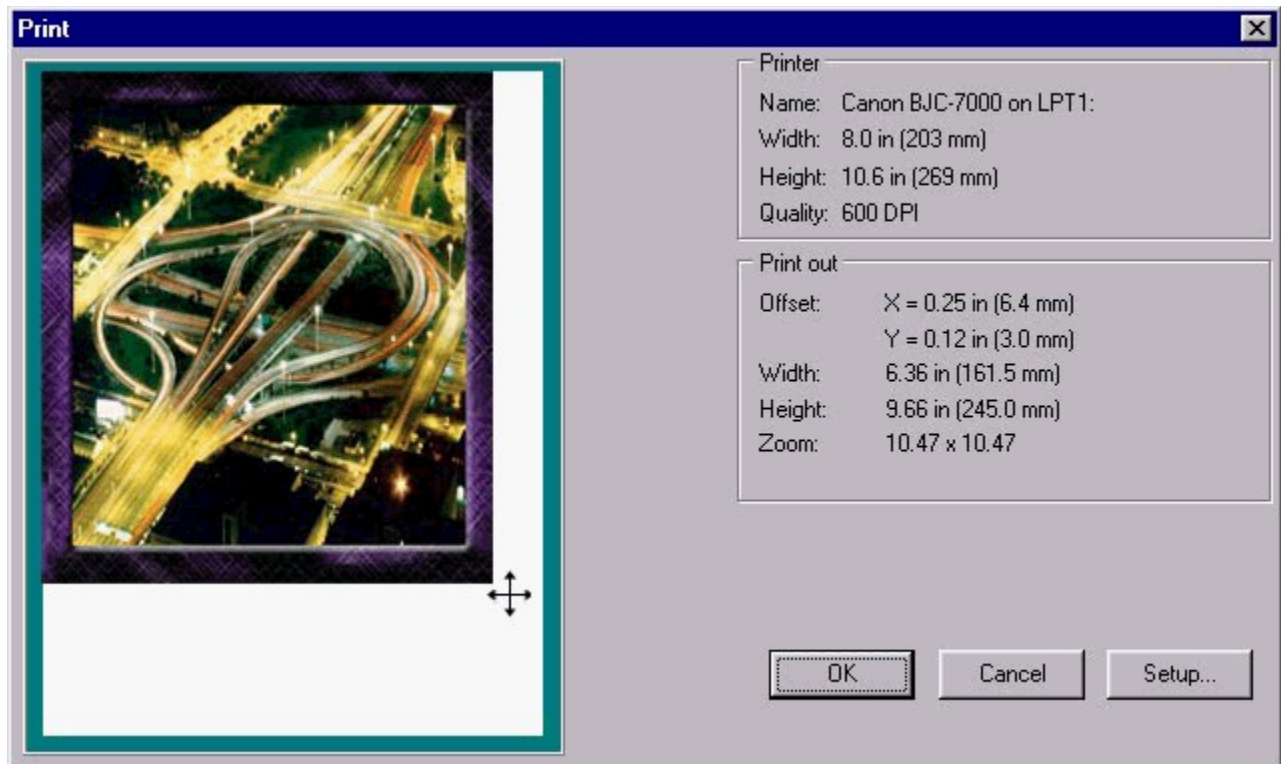 Print
Printer
Name: Canon BJC-7000 on LPT1:
Width: 8.0 in (203 mm)
Height: 10.6 in (269 mm)
Quality: 600 DPI
Print out
Offset: X = 0.25 in (6.4 mm)
Y = 0.12 in (3.0 mm)
Width: 6.36 in (161.5 mm)
Height: 9.66 in (245.0 mm)
Zoom: 10.47 x 10.47
OK Cancel Setup...